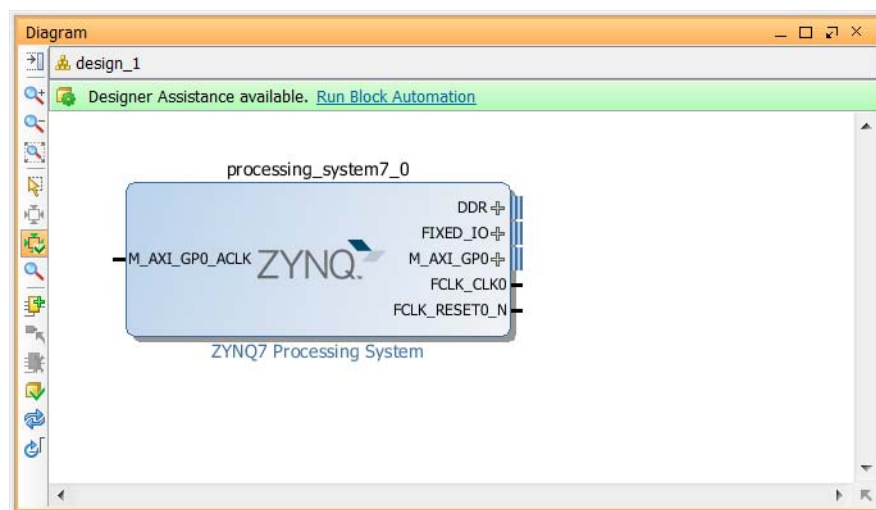 Diagram
design_1
Designer Assistance available. Run Block Automation
processing_system7_0
DDR
FIXED_IO
M_AXI_GP0_ACLK ZYNQ. M_AXI_GP0
FCLK_CLK0
FCLK_RESET0_N
ZYNQ7 Processing System